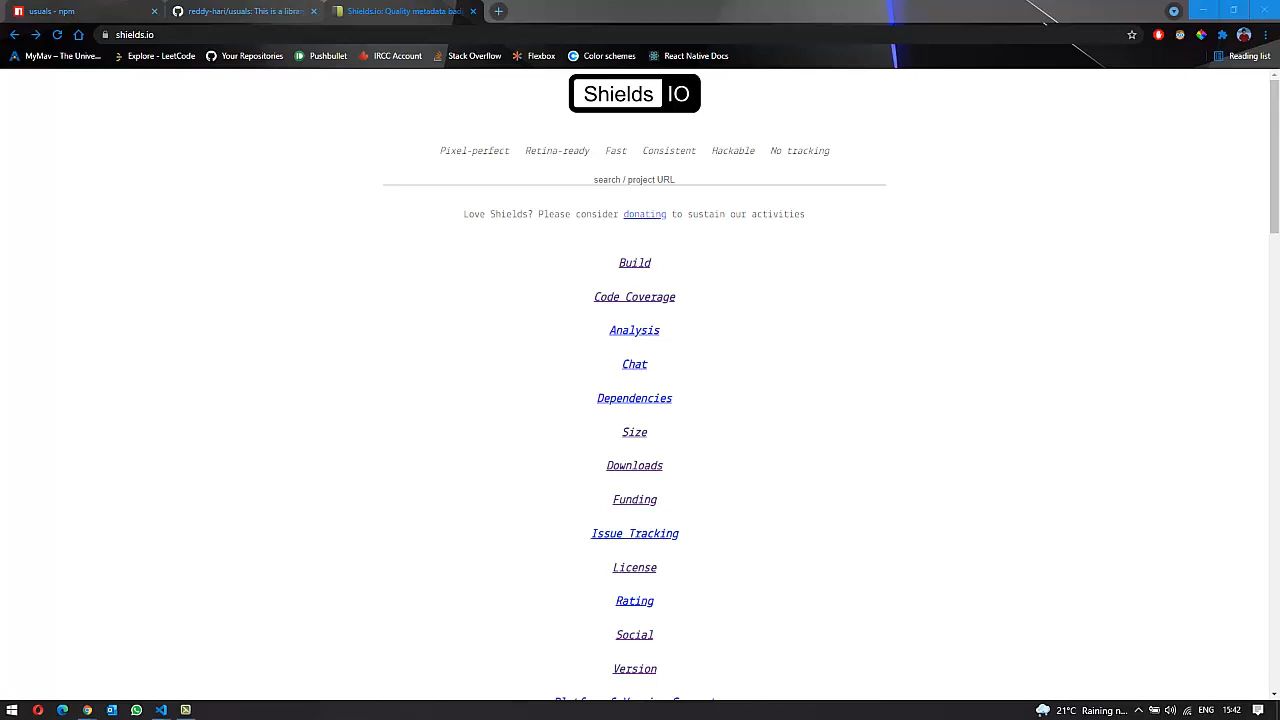 usuals - npm
reddy-hari/usuals: This is a librar
Shields.io: Quality metadata bad
shields.io
MyMav – The Unive...
Explore - LeetCode
Your Repositories
Pushbullet
IRCC Account
Stack Overflow
Flexbox
Color schemes
React Native Docs
Reading list
Shields IO
Pixel-perfect Retina-ready Fast Consistent Hackable No tracking
search / project URL
Love Shields? Please consider donating to sustain our activities
Build
Code Coverage
Analysis
Chat
Dependencies
Size
Downloads
Funding
Issue Tracking
License
Rating
Social
Version
21°C Raining n... ENG 15:42